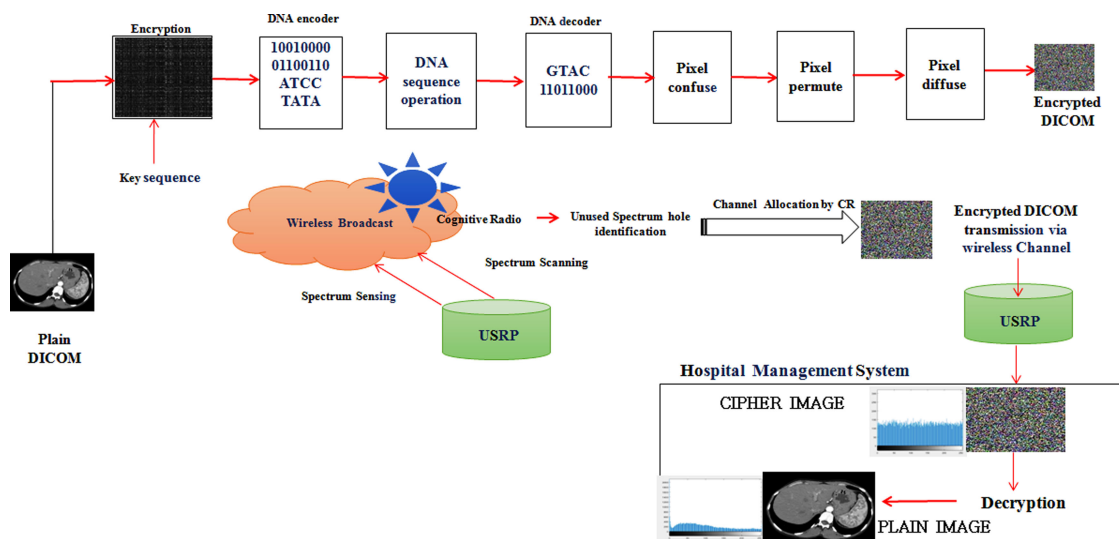 Encryption
DNA encoder
10010000
01100110
ATCC
TATA
DNA
sequence
operation
DNA decoder
GTAC
11011000
Pixel
confuse
Pixel
permute
Pixel
diffuse
Encrypted
DICOM
Key sequence
Plain
DICOM
Wireless Broadcast
Cognitive Radio
Unused Spectrum hole
identification
Channel Allocation by CR
Encrypted DICOM
transmission via
wireless Channel
Spectrum Scanning
Spectrum Sensing
USRP
USRP
Hospital Management System
CIPHER IMAGE
Decryption
PLAIN IMAGE